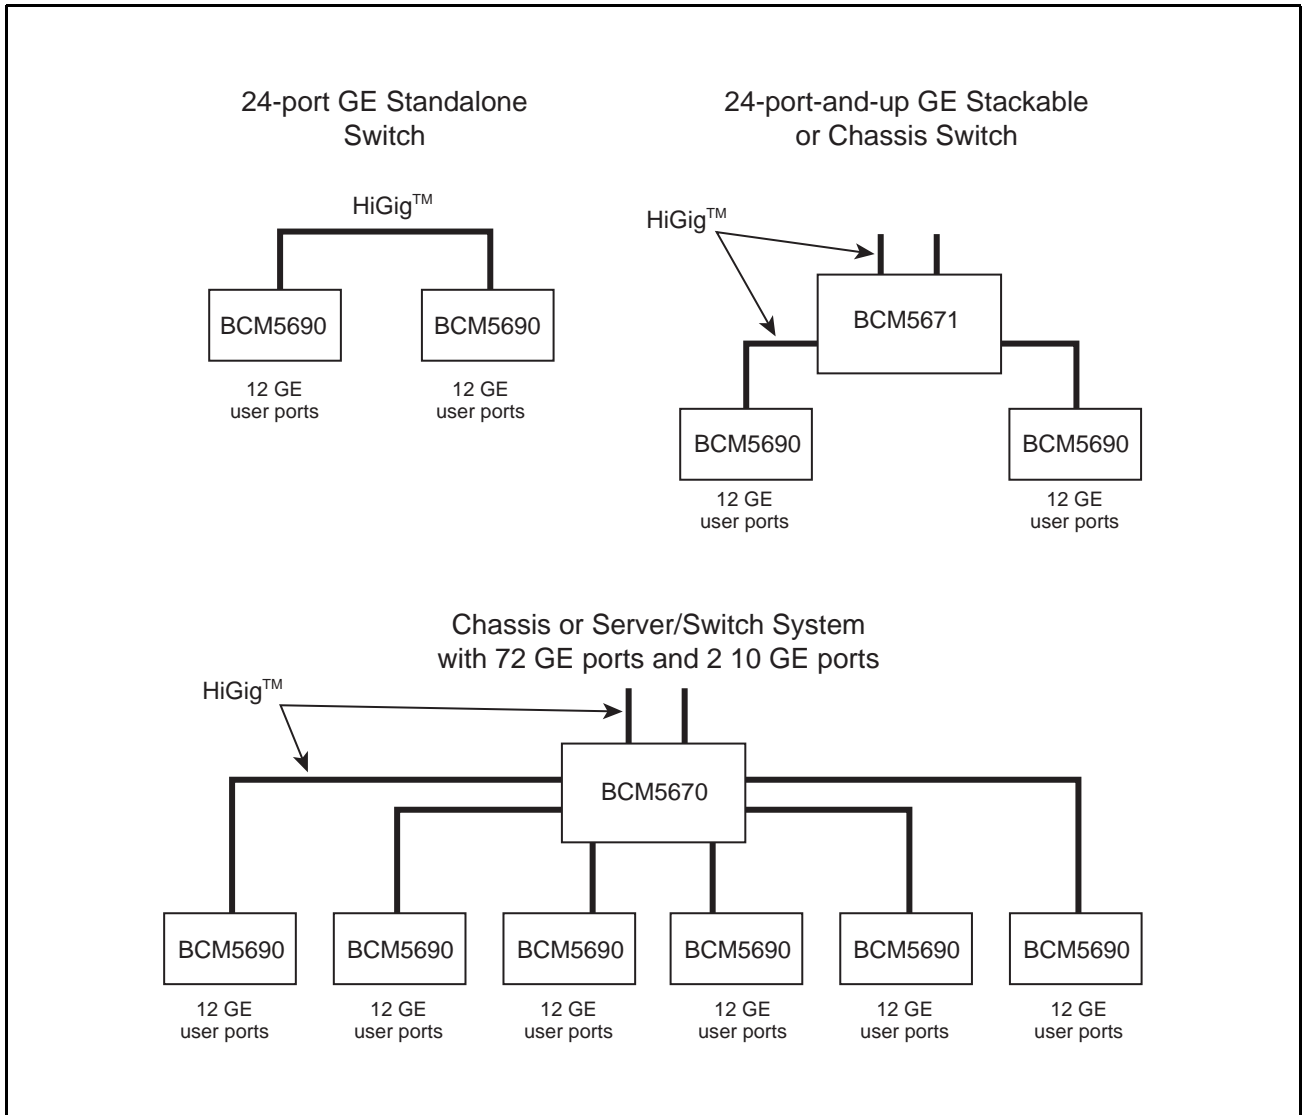 24-port GE Standalone
Switch
HiGig™
BCM5690
BCM5690
12 GE
user ports
12 GE
user ports
24-port-and-up GE Stackable
or Chassis Switch
HiGig™
BCM5671
BCM5690
BCM5690
12 GE
user ports
12 GE
user ports
Chassis or Server/Switch System
with 72 GE ports and 2 10 GE ports
HiGig™
BCM5670
BCM5690
BCM5690
BCM5690
BCM5690
BCM5690
BCM5690
12 GE
user ports
12 GE
user ports
12 GE
user ports
12 GE
user ports
12 GE
user ports
12 GE
user ports